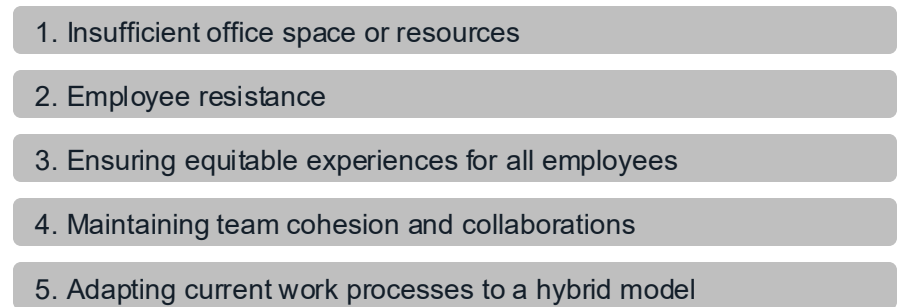 1. Insufficient office space or resources
2. Employee resistance
3. Ensuring equitable experiences for all employees
4. Maintaining team cohesion and collaborations
5. Adapting current work processes to a hybrid model